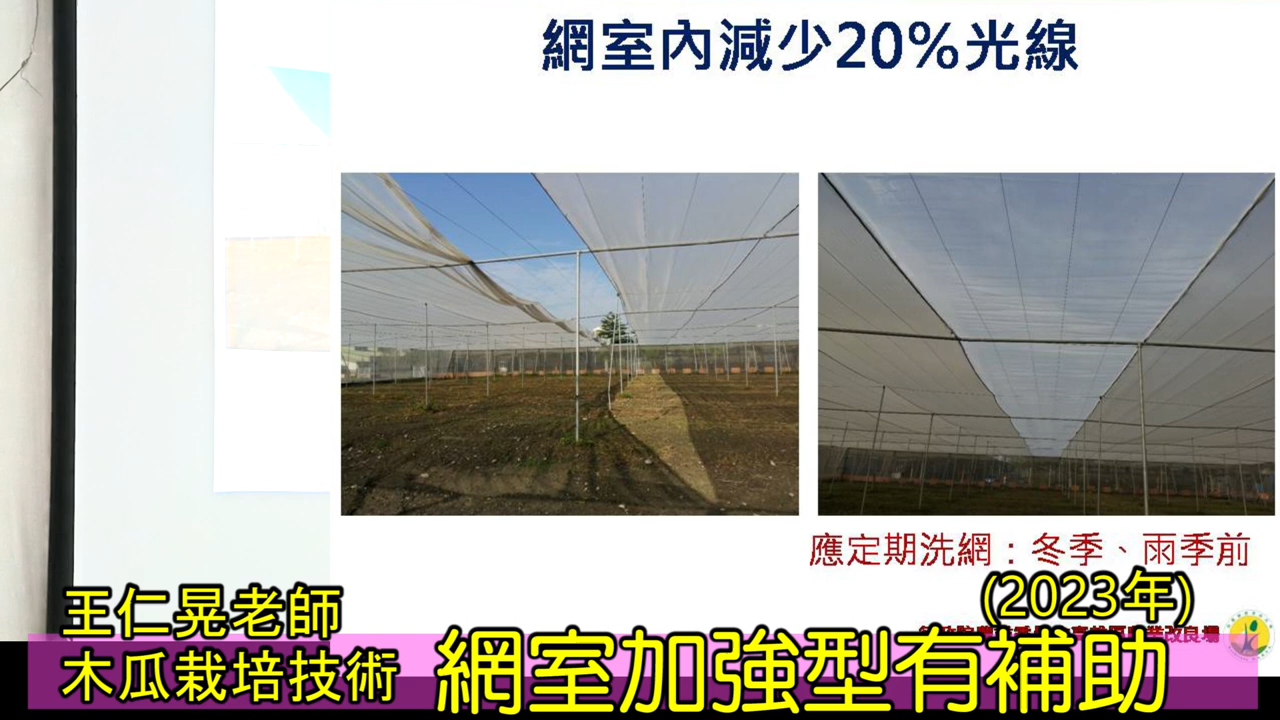 網室內減少20%光線
應定期洗網：冬季、雨季前
(2023年)
王仁晃老師
木瓜栽培技術
網室加強型有補助